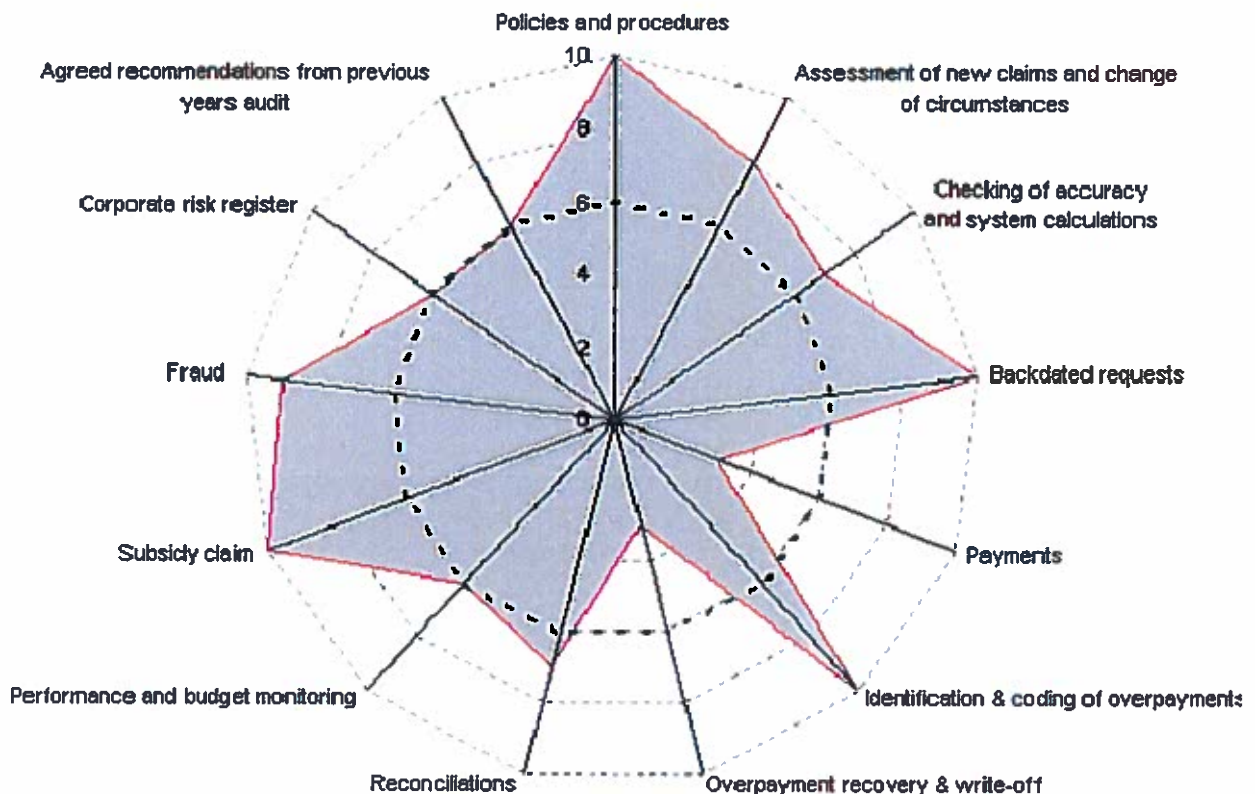 Policies and procedures
10
Agreed recommendations from previous
years audit
Assessment of new claims and change
of circumstances
8
Corporate risk register
Checking of accuracy
and system calculations
6
4
2
Fraud
Backdated requests
0
Subsidy claim
Payments
Performance and budget monitoring
Identification & coding of overpayments
Reconciliations
Overpayment recovery & write-off